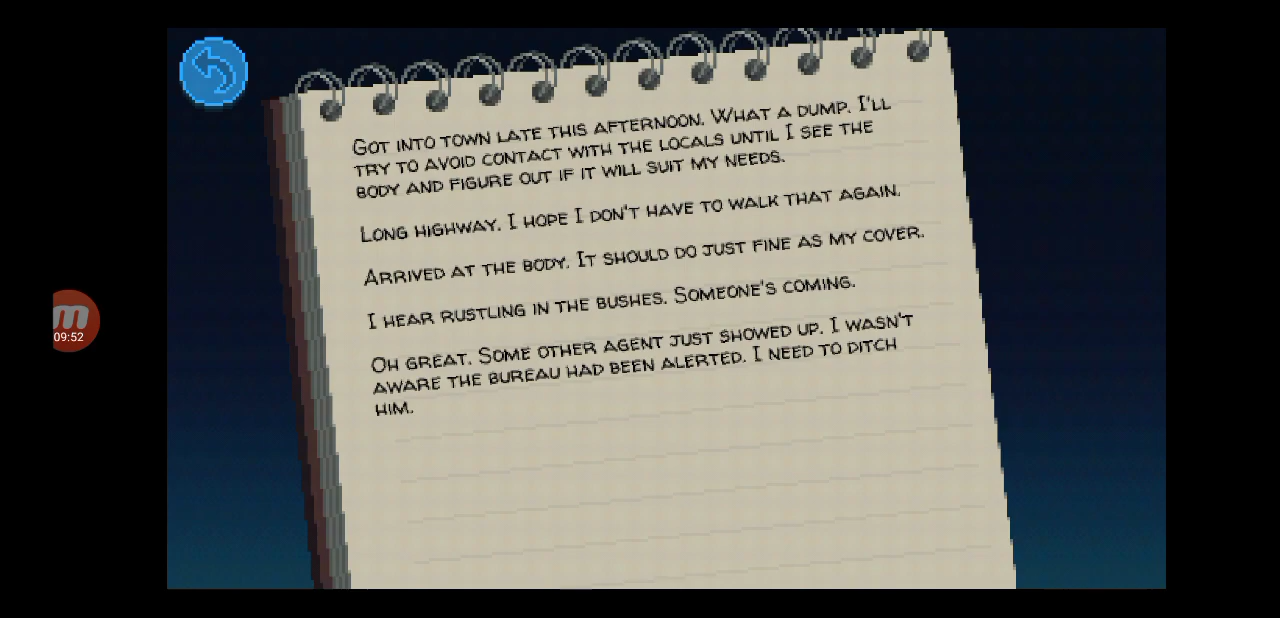 Got into town late this afternoon. What a dump. I'll
try to avoid contact with the locals until I see the
body and figure out if it will suit my needs.
Long highway. I hope I don't have to walk that again.
Arrived at the body. It should do just fine as my cover.
I hear rustling in the bushes. Someone's coming.
Oh great. Some other agent just showed up. I wasn't
aware the bureau had been alerted. I need to ditch
him.
m
09:52